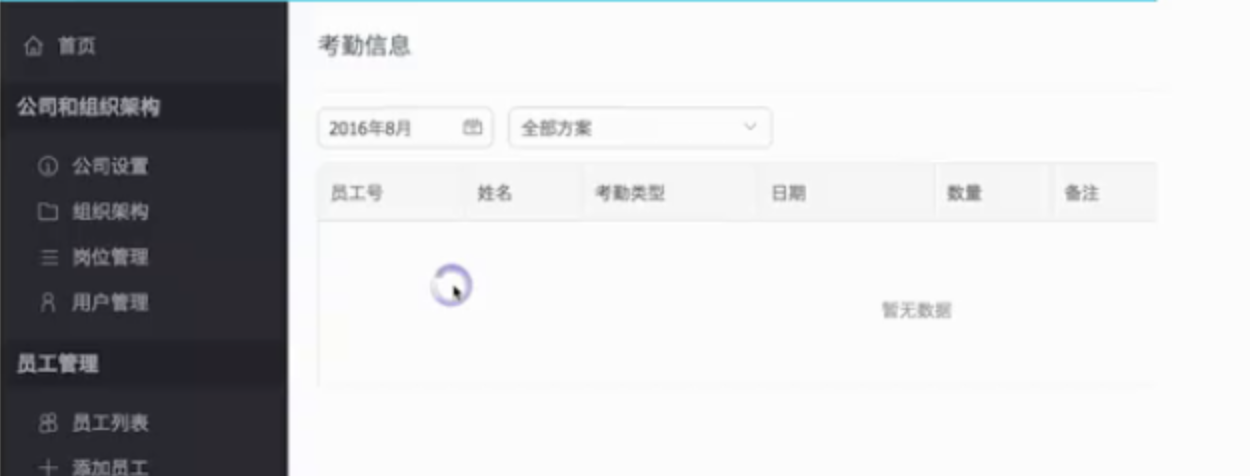 首页
公司和组织架构
公司设置
组织架构
岗位管理
用户管理
员工管理
员工列表
添加员工
考勤信息
2016年8月 全部方案
员工号 姓名 考勤类型 日期 数量 备注
暂无数据